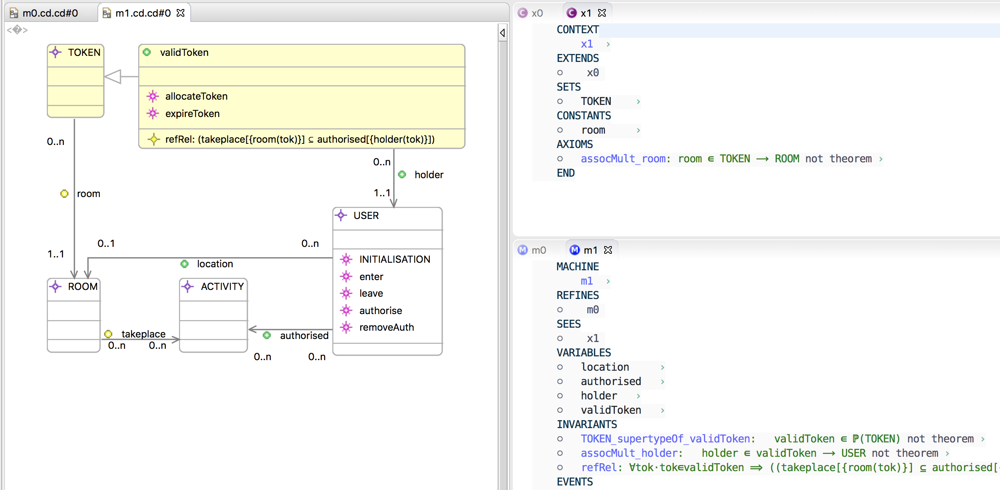 m0.cd.cd#0
m1.cd.cd#0
<�>
TOKEN
validToken
allocateToken
expireToken
refRel: (takeplace[{room(tok)}] ⊆ authorised[{holder(tok)}])
0..n
0..n
holder
1..1
room
USER
0..1
0..n
1..1
location
INITIALISATION
enter
leave
authorise
removeAuth
ROOM
ACTIVITY
takeplace
0..n
0..n
authorised
0..n
0..n
x0
x1
CONTEXT
x1
EXTENDS
x0
SETS
TOKEN
CONSTANTS
room
AXIOMS
assocMult_room: room ∈ TOKEN → ROOM not theorem
END
m0
m1
MACHINE
m1
REFINES
m0
SEES
x1
VARIABLES
location
authorised
holder
validToken
INVARIANTS
TOKEN_supertypeOf_validToken: validToken ∈ ℙ(TOKEN) not theorem
assocMult_holder: holder ∈ validToken → USER not theorem
refRel: ∀tok·tok∈validToken ⇒ ((takeplace[{room(tok)}] ⊆ authorised[
EVENTS